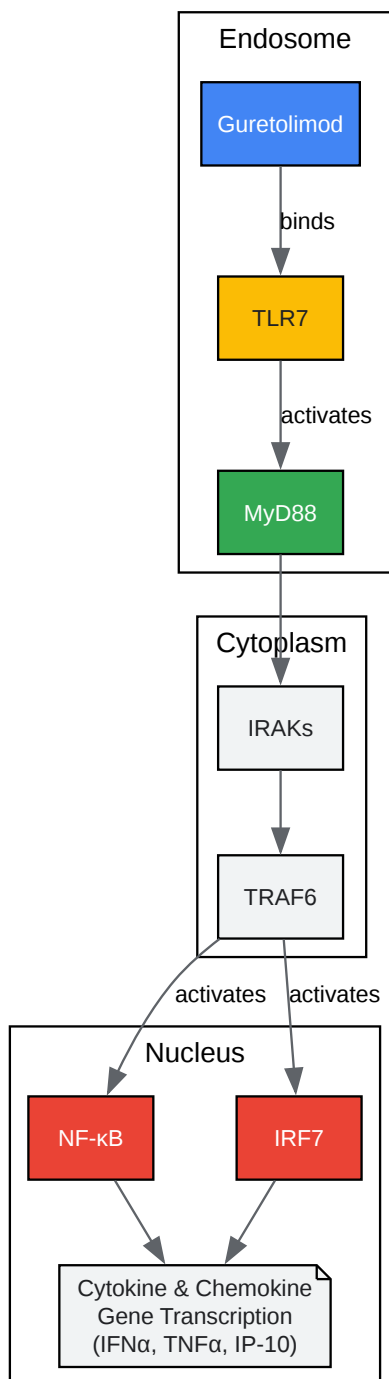 Endosome
Guretolimod
binds
TLR7
activates
MyD88
Cytoplasm
IRAKs
TRAF6
activates
activates
Nucleus
NF-κB
IRF7
Cytokine & Chemokine
Gene Transcription
(IFNα, TNFα, IP-10)